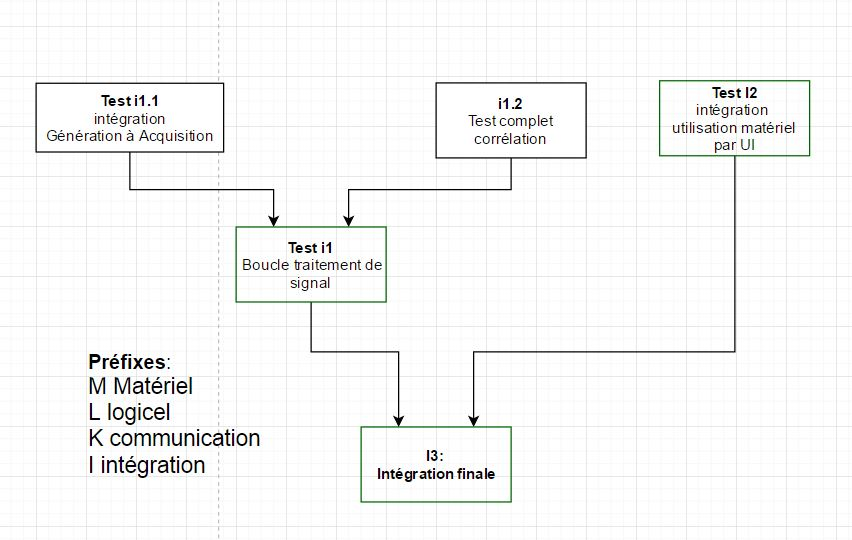 Test i1.1
intégration
Génération à Acquisition
i1.2
Test complet
corrélation
Test I2
intégration
utilisation matériel
par UI
Test i1
Boucle traitement de
signal
Préfixes:
M Matériel
L logicel
K communication
I intégration
I3:
Intégration finale